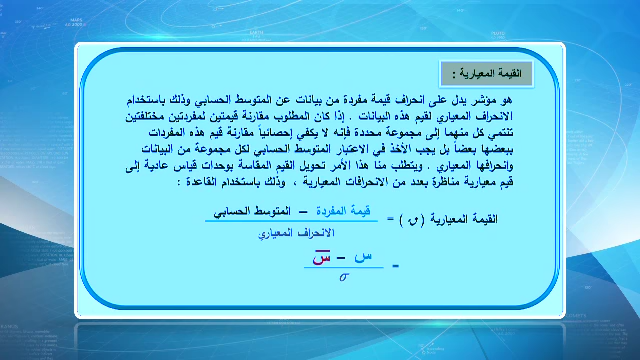 القيمة المعيارية :
هو مؤشر يدل على إنحراف قيمة مفردة من بيانات عن المتوسط الحسابي وذلك باستخدام
الانحراف المعياري لقيم هذه البيانات . إذا كان المطلوب مقارنة قيمتين لمفردتين مختلفتين
تنتمي كل منهما إلى مجموعة محددة فإنه لا يكفي إحصائياً مقارنة قيم هذه المفردات
ببعضها بعضاً بل يجب الأخذ في الاعتبار المتوسط الحسابي لكل مجموعة من البيانات
وإنحرافها المعياري . ويتطلب منا هذا الأمر تحويل القيم المقاسة بوحدات قياس عادية إلى
قيم معيارية مناظرة بعدد من الانحرافات المعيارية ، وذلك باستخدام القاعدة :
قيمة المفردة – المتوسط الحسابي
القيمة المعيارية ( ن ) =
الانحراف المعياري
س – س̅
=
σ